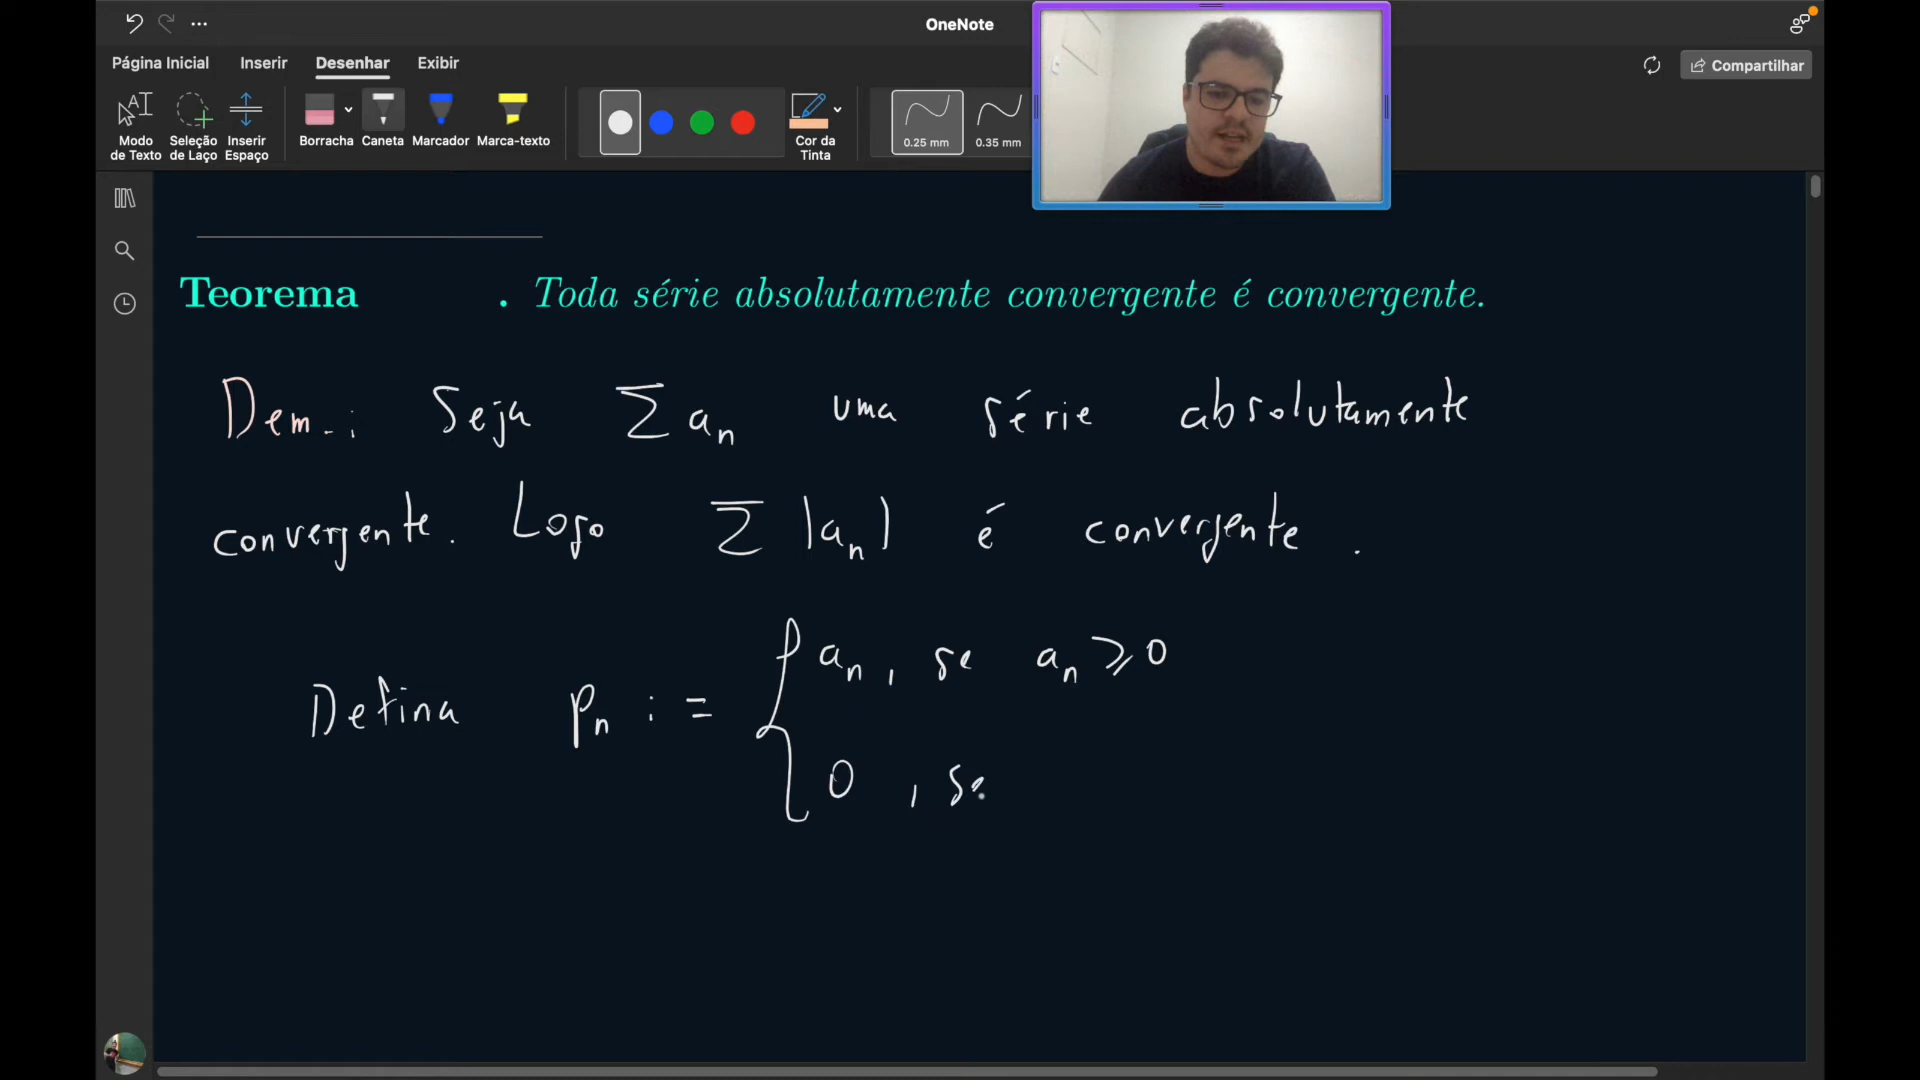 OneNote
Página Inicial Inserir Desenhar Exibir
Compartilhar
Modo de Texto
Seleção de Laço
Inserir Espaço
Borracha
Caneta
Marcador
Marca-texto
Cor da Tinta
0.25 mm
0.35 mm
Teorema . Toda série absolutamente convergente é convergente.
Dem.: Seja ∑ aₙ uma série absolutamente
convergente. Logo ∑ |aₙ| é convergente.
Defina pₙ := { aₙ, se aₙ ⩾ 0
0, se